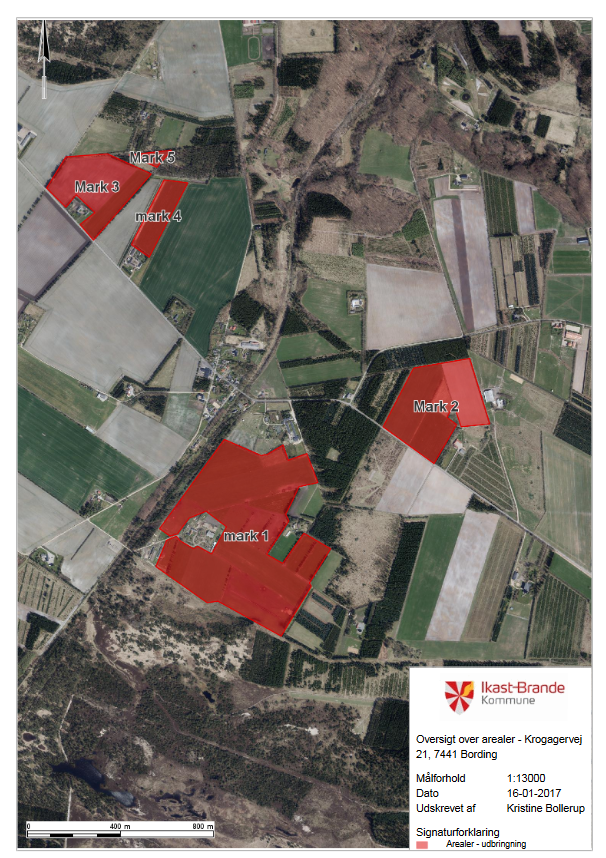 Mark 5
Mark 3
mark 4
Mark 2
mark 1
Ikast-Brande
Kommune
Oversigt over arealer - Krogagervej
21, 7441 Bording
Målforhold 1:13000
Dato 16-01-2017
Udskrevet af Kristine Bollerup
Signaturforklaring
Arealer - udbringning
0 400 m 800 m